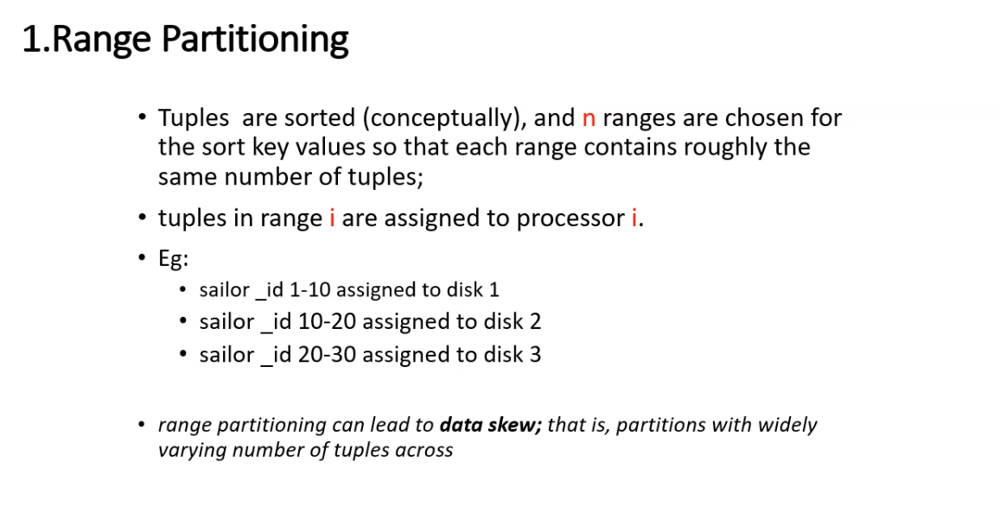 1.Range Partitioning
• Tuples are sorted (conceptually), and n ranges are chosen for
the sort key values so that each range contains roughly the
same number of tuples;
• tuples in range i are assigned to processor i.
• Eg:
• sailor _id 1-10 assigned to disk 1
• sailor _id 10-20 assigned to disk 2
• sailor _id 20-30 assigned to disk 3
• range partitioning can lead to data skew; that is, partitions with widely
varying number of tuples across